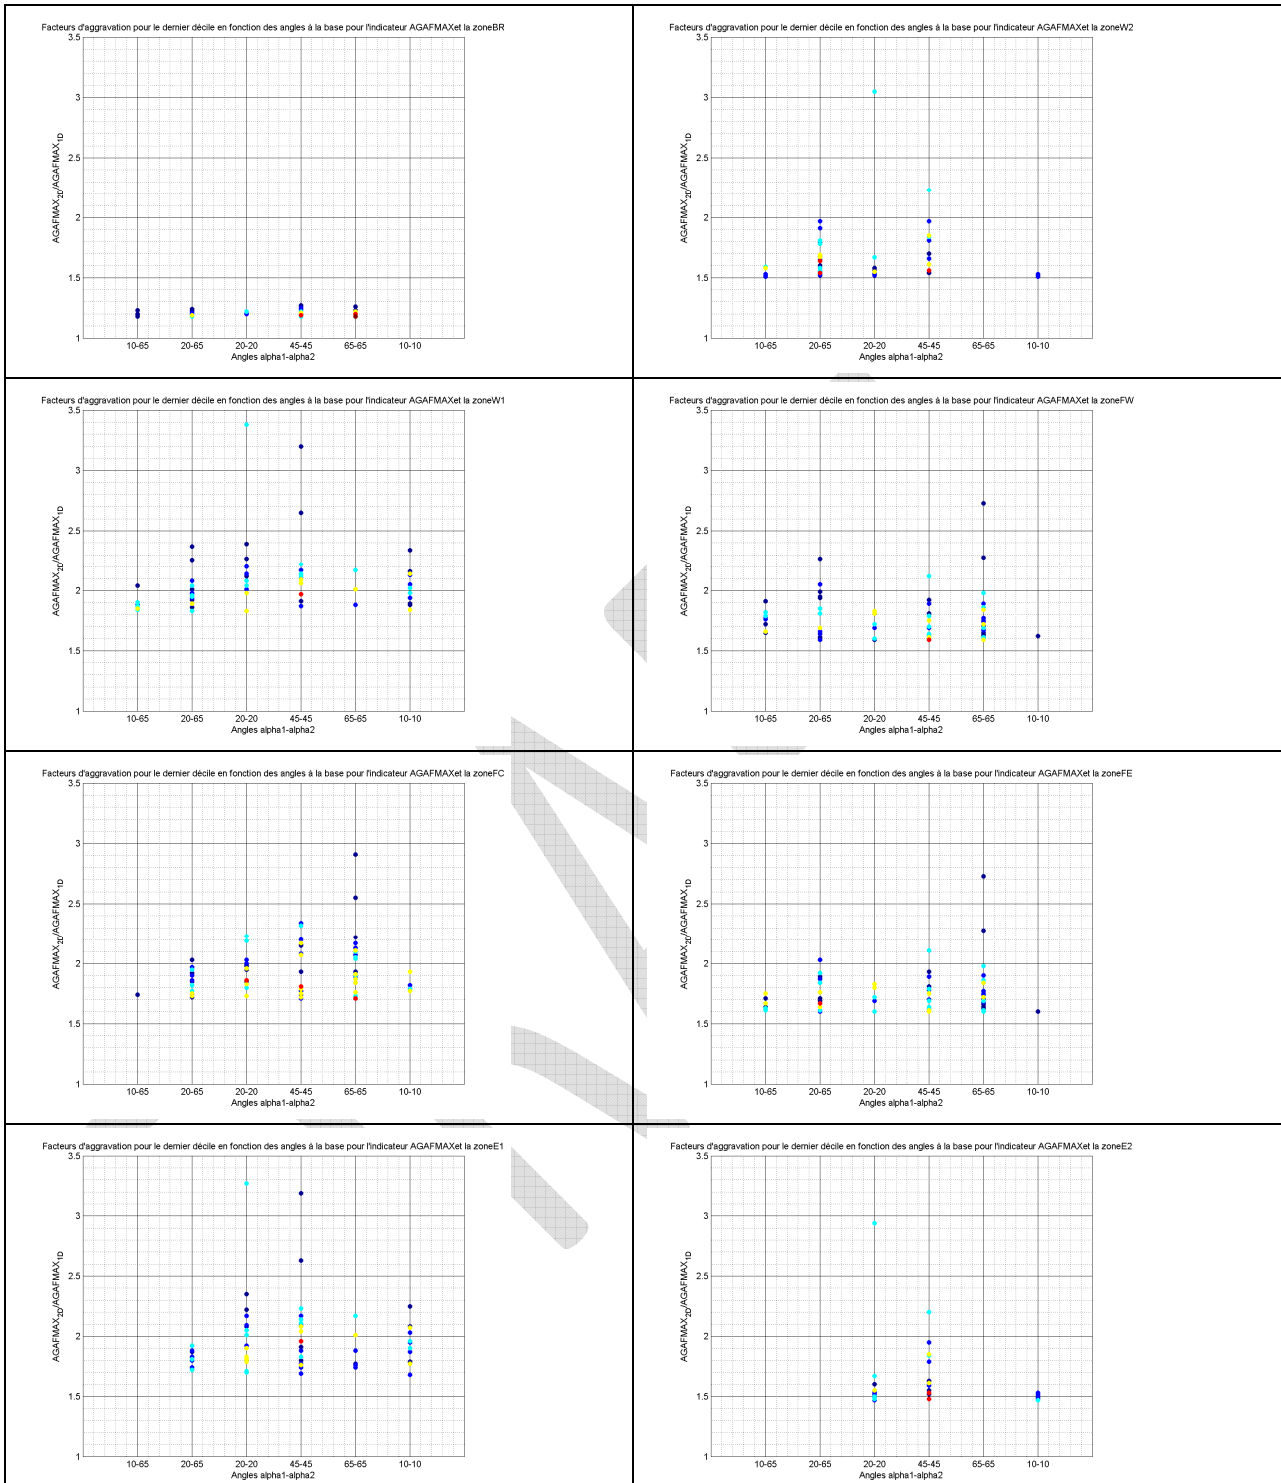 Facteurs d'aggravation pour le dernier décile en fonction des angles à la base pour l'indicateur AGAFMAXet la zoneBR
3.5
3
2.5
2
1.5
1
AGAFMAX2D/AGAFMAX1D
10-65 20-65 20-20 45-45 65-65 10-10
Angles alpha1-alpha2
Facteurs d'aggravation pour le dernier décile en fonction des angles à la base pour l'indicateur AGAFMAXet la zoneW2
3.5
3
2.5
2
1.5
1
AGAFMAX2D/AGAFMAX1D
10-65 20-65 20-20 45-45 65-65 10-10
Angles alpha1-alpha2
Facteurs d'aggravation pour le dernier décile en fonction des angles à la base pour l'indicateur AGAFMAXet la zoneW1
3.5
3
2.5
2
1.5
1
AGAFMAX2D/AGAFMAX1D
10-65 20-65 20-20 45-45 65-65 10-10
Angles alpha1-alpha2
Facteurs d'aggravation pour le dernier décile en fonction des angles à la base pour l'indicateur AGAFMAXet la zoneFW
3.5
3
2.5
2
1.5
1
AGAFMAX2D/AGAFMAX1D
10-65 20-65 20-20 45-45 65-65 10-10
Angles alpha1-alpha2
Facteurs d'aggravation pour le dernier décile en fonction des angles à la base pour l'indicateur AGAFMAXet la zoneFC
3.5
3
2.5
2
1.5
1
AGAFMAX2D/AGAFMAX1D
10-65 20-65 20-20 45-45 65-65 10-10
Angles alpha1-alpha2
Facteurs d'aggravation pour le dernier décile en fonction des angles à la base pour l'indicateur AGAFMAXet la zoneFE
3.5
3
2.5
2
1.5
1
AGAFMAX2D/AGAFMAX1D
10-65 20-65 20-20 45-45 65-65 10-10
Angles alpha1-alpha2
Facteurs d'aggravation pour le dernier décile en fonction des angles à la base pour l'indicateur AGAFMAXet la zoneE1
3.5
3
2.5
2
1.5
1
AGAFMAX2D/AGAFMAX1D
10-65 20-65 20-20 45-45 65-65 10-10
Angles alpha1-alpha2
Facteurs d'aggravation pour le dernier décile en fonction des angles à la base pour l'indicateur AGAFMAXet la zoneE2
3.5
3
2.5
2
1.5
1
AGAFMAX2D/AGAFMAX1D
10-65 20-65 20-20 45-45 65-65 10-10
Angles alpha1-alpha2